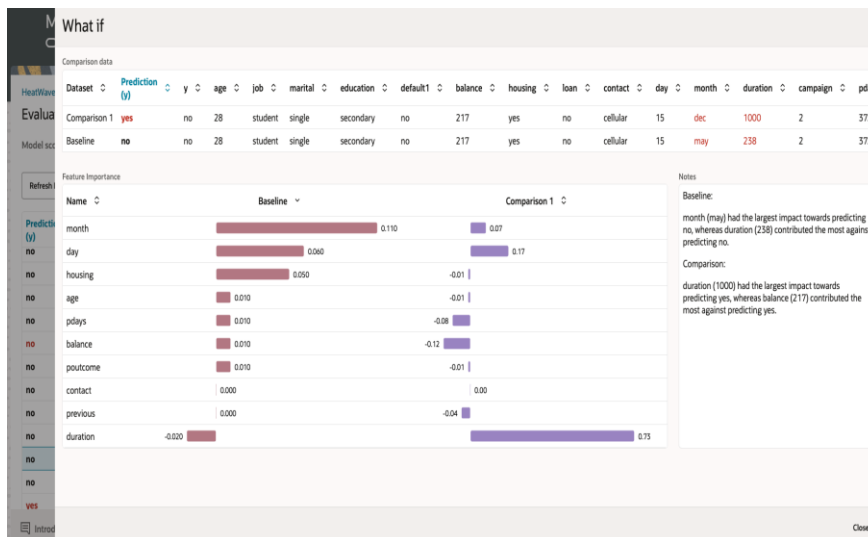 M
What if
Comparison data
Dataset Prediction (y) y age job marital education default1 balance housing loan contact day month duration campaign
Comparison 1 yes no 28 student single secondary no 217 yes no cellular 15 dec 1000 2
Baseline no no 28 student single secondary no 217 yes no cellular 15 may 238 2
HeatWave
Evalua
Model sco
Refresh
Feature Importance
Name Baseline Comparison 1
month 0.110 0.07
day 0.060 0.17
housing 0.050 -0.01
age 0.010 -0.01
pdays 0.010 -0.08
balance 0.010 -0.12
poutcome 0.010 -0.01
contact 0.000 0.00
previous 0.000 -0.04
duration -0.020 0.73
Notes
Baseline:
month (may) had the largest impact towards predicting
no, whereas duration (238) contributed the most agains
predicting no.
Comparison:
duration (1000) had the largest impact towards
predicting yes, whereas balance (217) contributed the
most against predicting yes.
Predicti
(y)
no
no
no
no
no
no
no
no
no
no
no
yes
Introd
Close